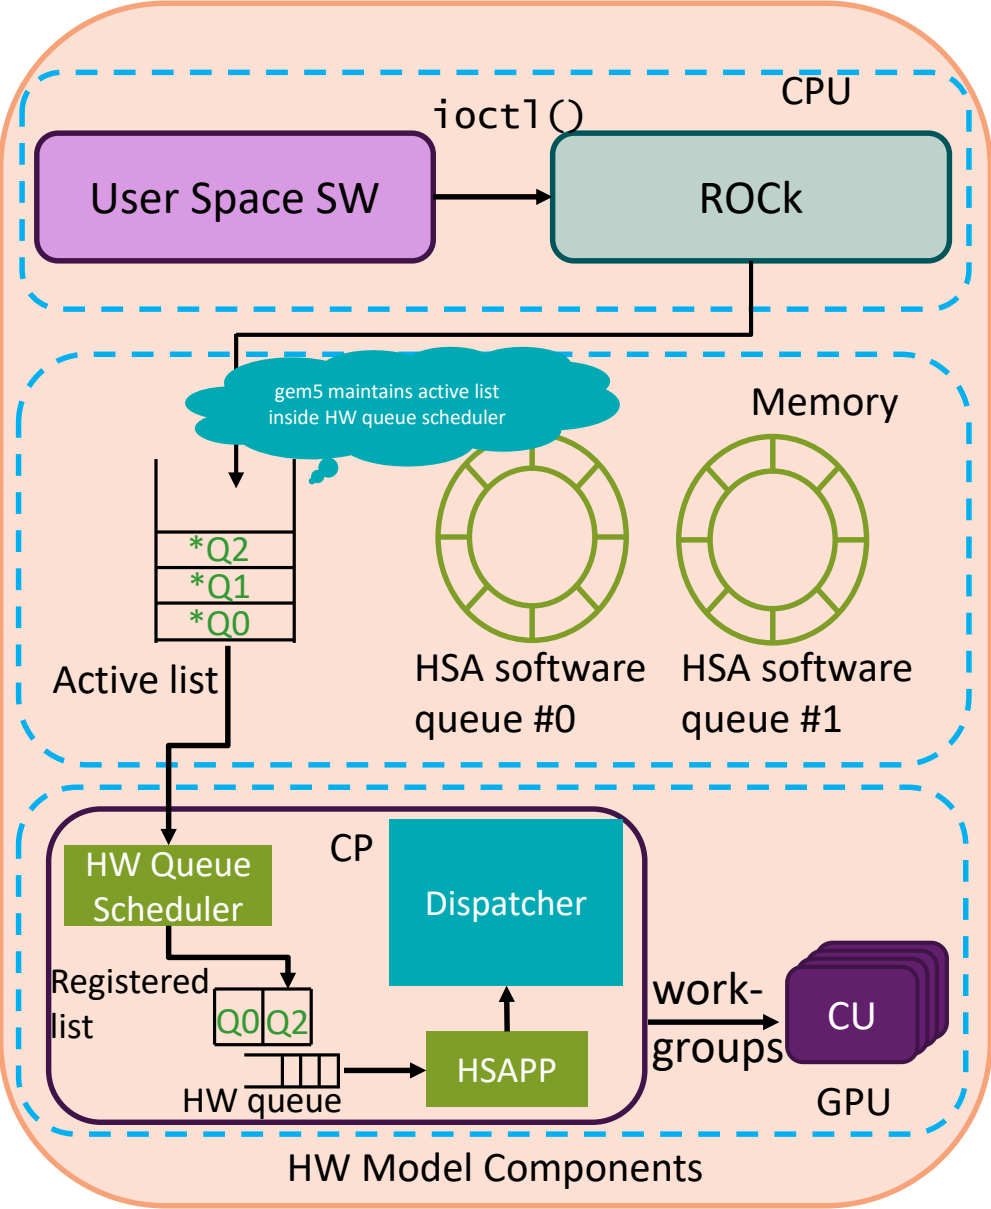 CPU
ioctl()
User Space SW
ROCk
gem5 maintains active list
inside HW queue scheduler
Memory
*Q2
*Q1
*Q0
Active list
HSA software
queue #0
HSA software
queue #1
CP
HW Queue
Scheduler
Dispatcher
Registered
list
Q0 Q2
HW queue
HSAPP
work-
groups
CU
GPU
HW Model Components